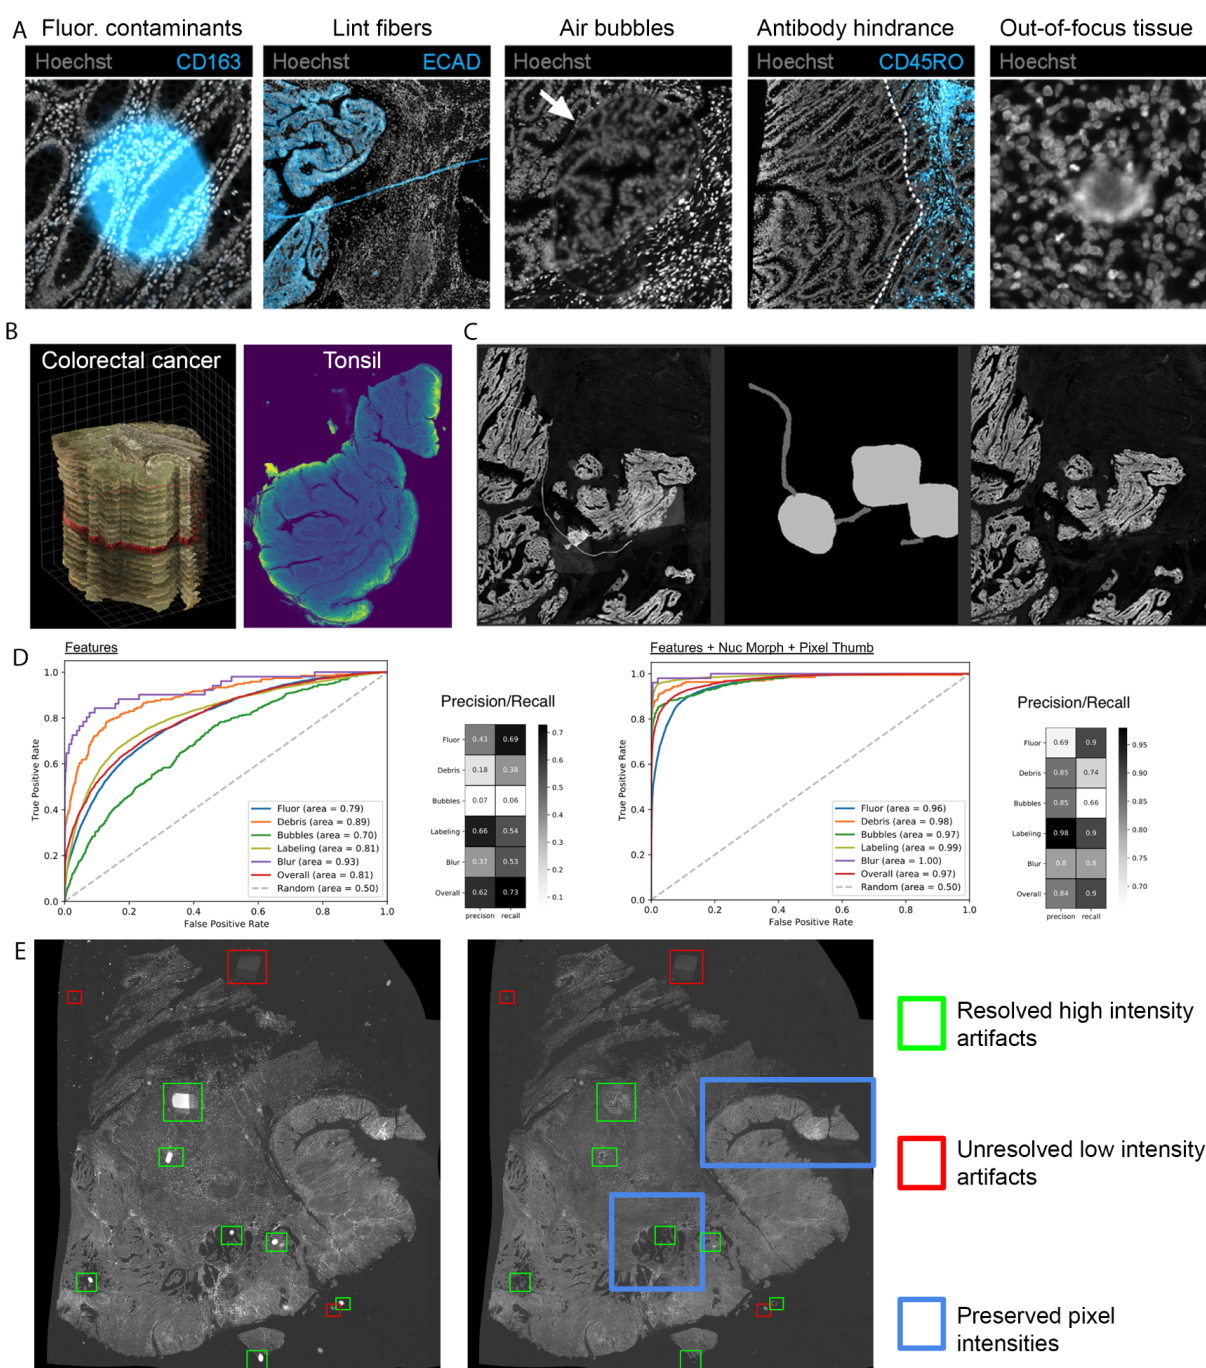 A
Fluor. contaminants
Lint fibers
Air bubbles
Antibody hindrance
Out-of-focus tissue
Hoechst CD163
Hoechst ECAD
Hoechst
Hoechst CD45RO
Hoechst
B
Colorectal cancer
Tonsil
C
D
Features
True Positive Rate
1.0
0.8
0.6
0.4
0.2
0.0
0.0 0.2 0.4 0.6 0.8 1.0
False Positive Rate
Fluor (area = 0.79)
Debris (area = 0.89)
Bubbles (area = 0.70)
Labeling (area = 0.81)
Blur (area = 0.93)
Overall (area = 0.81)
Random (area = 0.50)
Precision/Recall
Fluor 0.43 0.69
Debris 0.18 0.38
Bubbles 0.07 0.06
Labeling 0.66 0.54
Blur 0.37 0.53
Overall 0.62 0.73
precison recall
0.7
0.6
0.5
0.4
0.3
0.2
0.1
Features + Nuc Morph + Pixel Thumb
True Positive Rate
1.0
0.8
0.6
0.4
0.2
0.0
0.0 0.2 0.4 0.6 0.8 1.0
False Positive Rate
Fluor (area = 0.96)
Debris (area = 0.98)
Bubbles (area = 0.97)
Labeling (area = 0.99)
Blur (area = 1.00)
Overall (area = 0.97)
Random (area = 0.50)
Precision/Recall
Fluor 0.69 0.9
Debris 0.85 0.74
Bubbles 0.85 0.66
Labeling 0.98 0.9
Blur 0.8 0.8
Overall 0.84 0.9
precison recall
0.95
0.90
0.85
0.80
0.75
0.70
E
Resolved high intensity
artifacts
Unresolved low intensity
artifacts
Preserved pixel
intensities